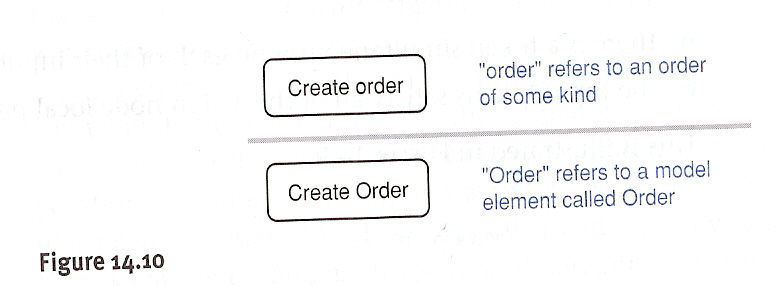 Create order
"order" refers to an order
of some kind
Create Order
"Order" refers to a model
element called Order
Figure 14.10